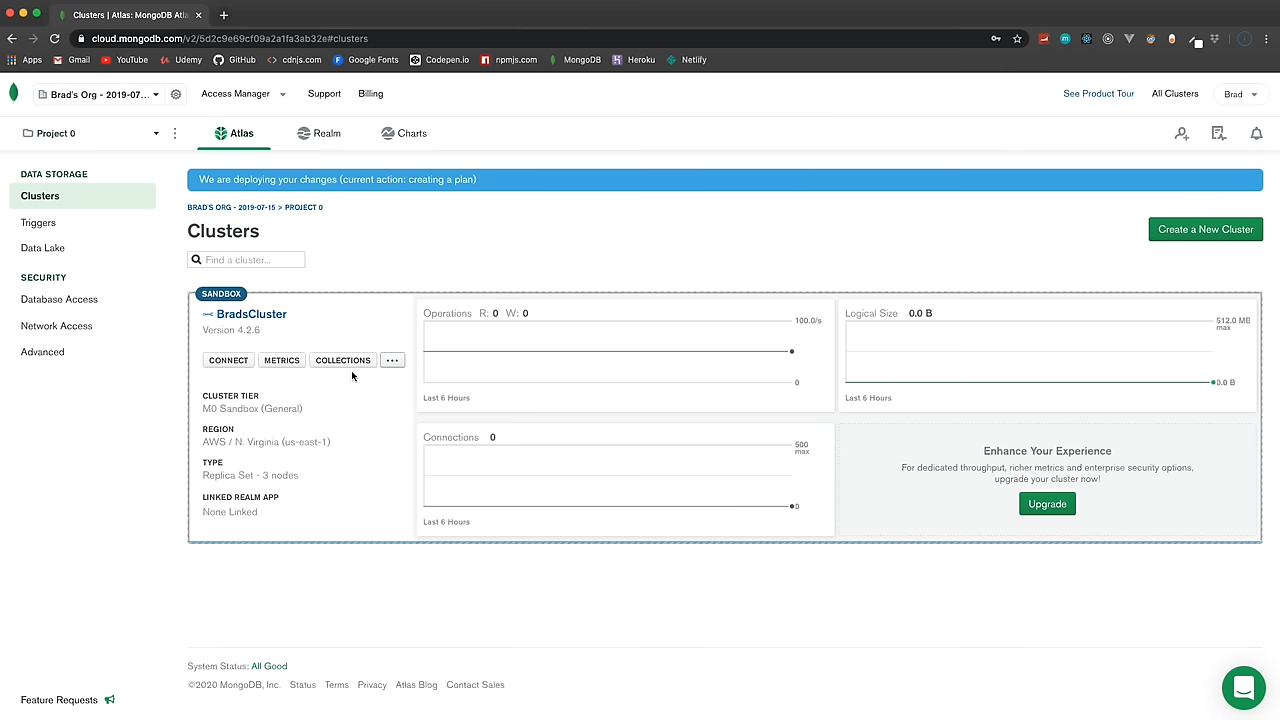 Clusters | Atlas: MongoDB Atla
cloud.mongodb.com/v2/5d2c9e69cf09a2a1fa3ab32e#clusters
Apps Gmail YouTube Udemy GitHub cdnjs.com Google Fonts Codepen.io npmjs.com MongoDB Heroku Netlify
Brad's Org - 2019-07... Access Manager Support Billing See Product Tour All Clusters Brad
Project 0 Atlas Realm Charts
DATA STORAGE
Clusters
Triggers
Data Lake
SECURITY
Database Access
Network Access
Advanced
Feature Requests
We are deploying your changes (current action: creating a plan)
BRAD'S ORG - 2019-07-15 > PROJECT 0
Clusters
Create a New Cluster
Find a cluster...
SANDBOX
BradsCluster
Version 4.2.6
CONNECT METRICS COLLECTIONS ...
CLUSTER TIER
M0 Sandbox (General)
REGION
AWS / N. Virginia (us-east-1)
TYPE
Replica Set - 3 nodes
LINKED REALM APP
None Linked
Operations R: 0 W: 0
100.0/s
0
Last 6 Hours
Logical Size 0.0 B
512.0 MB
max
0.0 B
Last 6 Hours
Connections 0
500
max
0
Last 6 Hours
Enhance Your Experience
For dedicated throughput, richer metrics and enterprise security options,
upgrade your cluster now!
Upgrade
System Status: All Good
©2020 MongoDB, Inc. Status Terms Privacy Atlas Blog Contact Sales